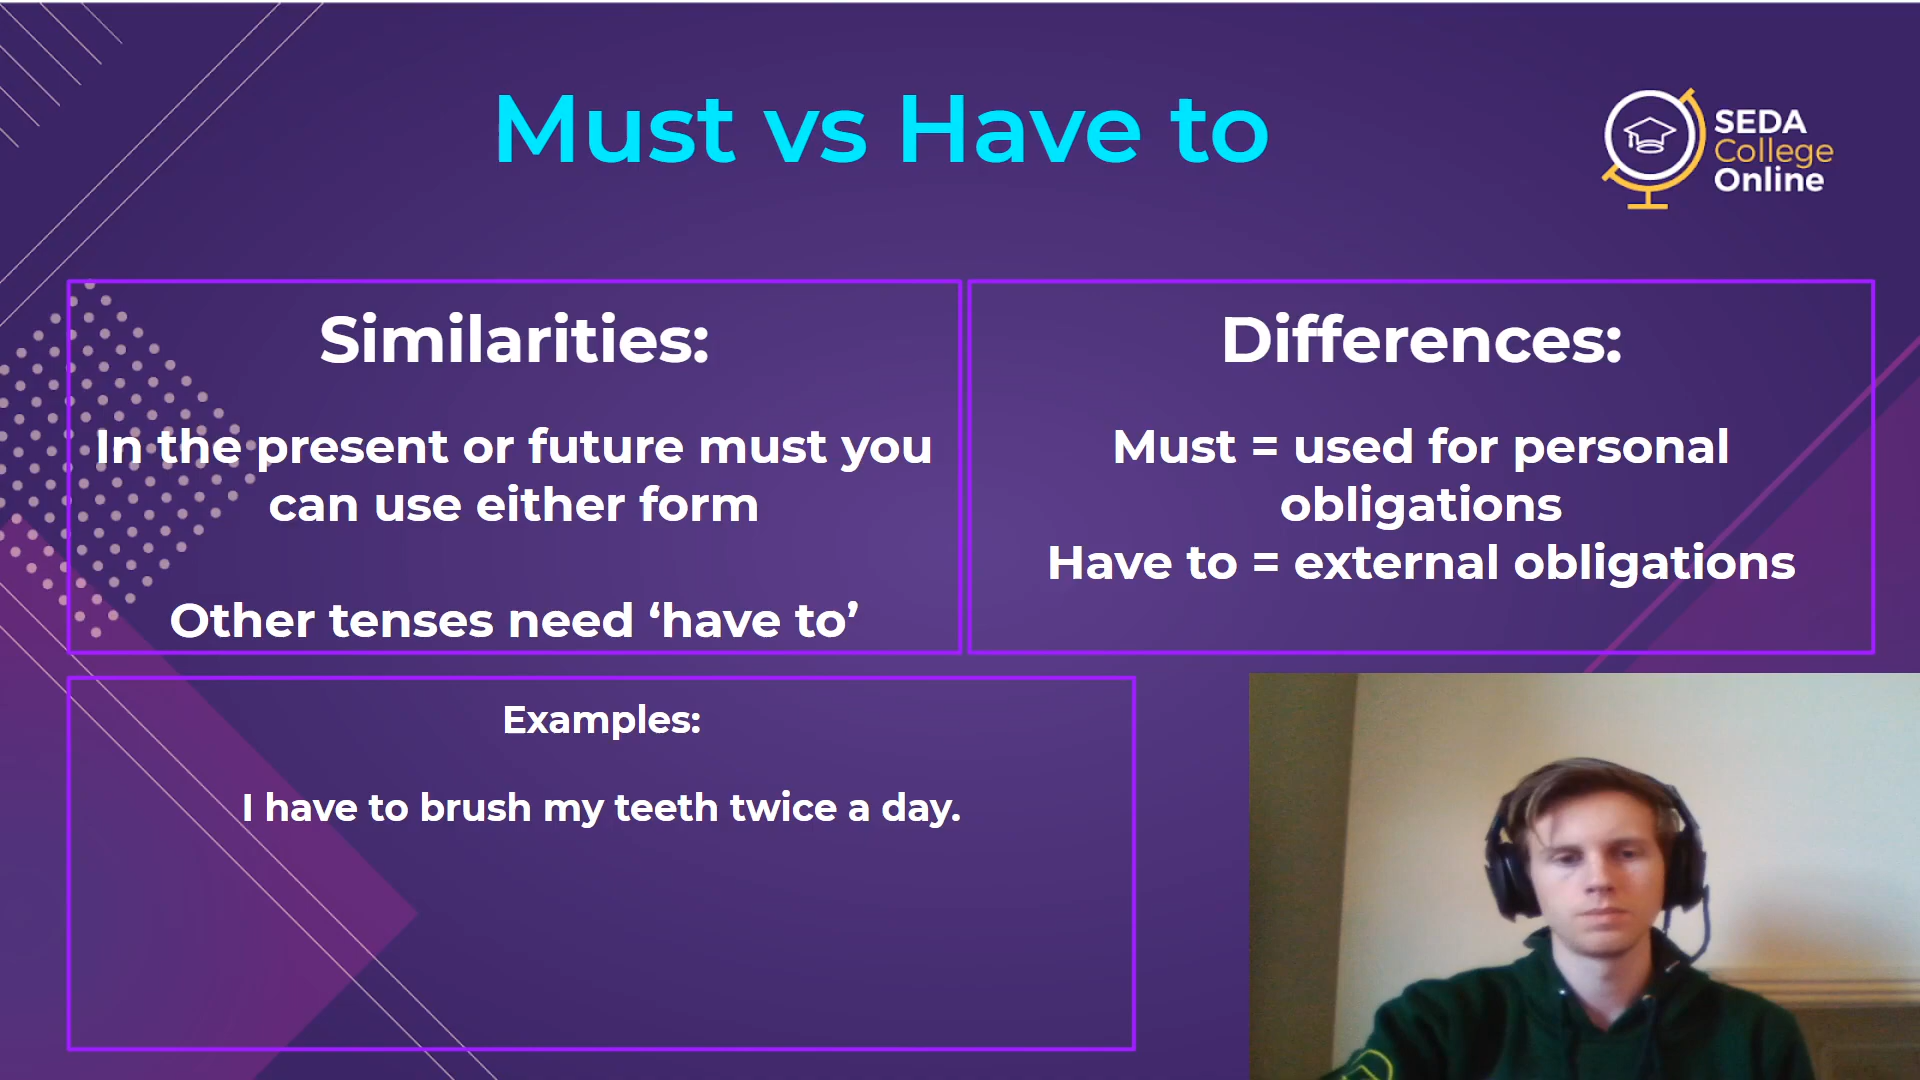 Must vs Have to
SEDA
College
Online
Similarities:
In the present or future must you
can use either form
Other tenses need ‘have to’
Differences:
Must = used for personal
obligations
Have to = external obligations
Examples:
I have to brush my teeth twice a day.